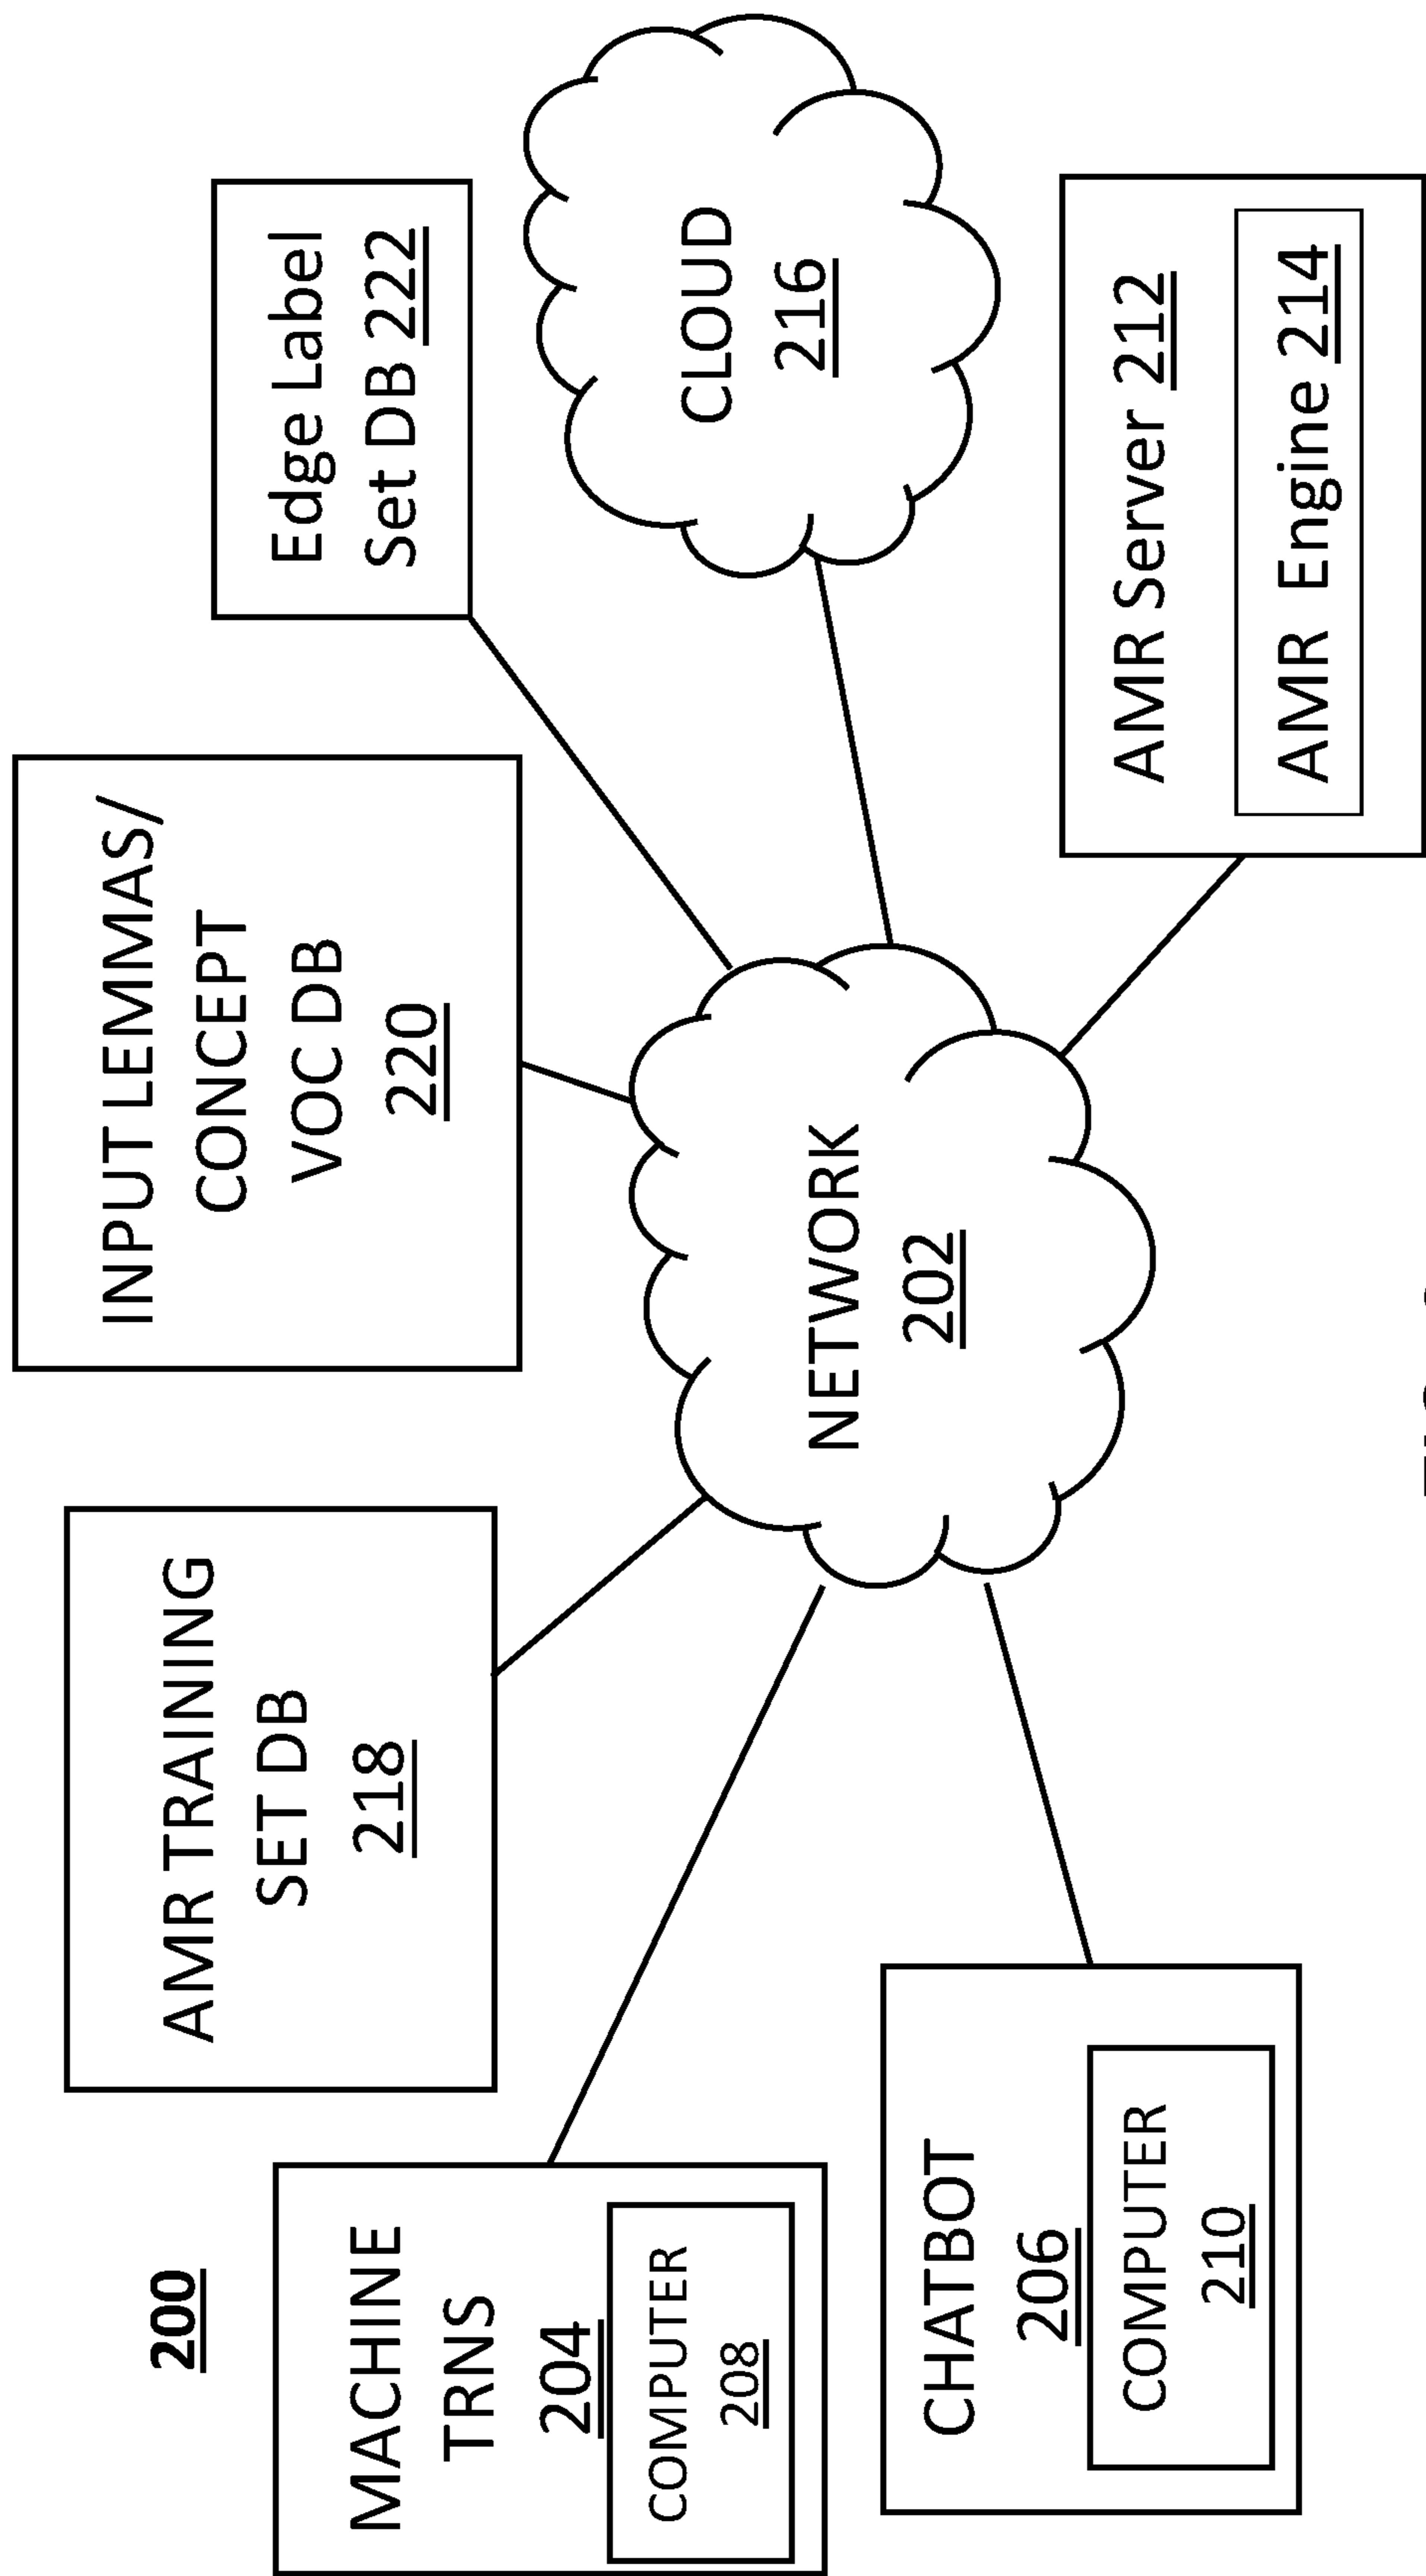 200
AMR TRAINING
SET DB
218
INPUT LEMMAS/
CONCEPT
VOC DB
220
Edge Label
Set DB 222
MACHINE
TRNS
204
COMPUTER
208
NETWORK
202
CLOUD
216
CHATBOT
206
COMPUTER
210
AMR Server 212
AMR Engine 214